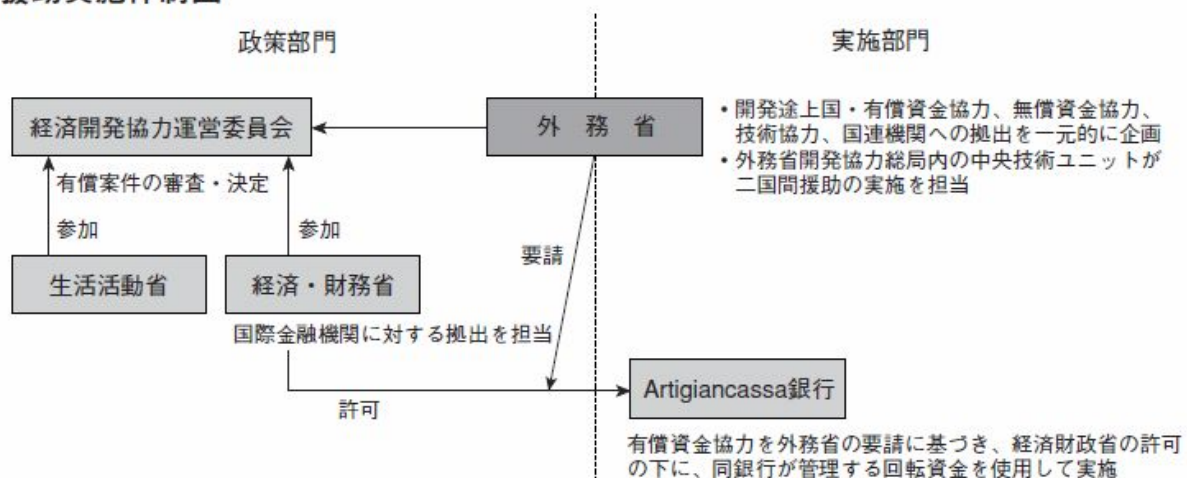 援助実施体制図
政策部門
実施部門
経済開発協力運営委員会
外務省
・開発途上国・有償資金協力、無償資金協力、
技術協力、国連機関への拠出を一元的に企画
・外務省開発協力総局内の中央技術ユニットが
二国間援助の実施を担当
有償案件の審査・決定
参加
参加
要請
生活活動省
経済・財務省
国際金融機関に対する拠出を担当
許可
Artigiancassa銀行
有償資金協力を外務省の要請に基づき、経済財政省の許可
の下に、同銀行が管理する回転資金を使用して実施